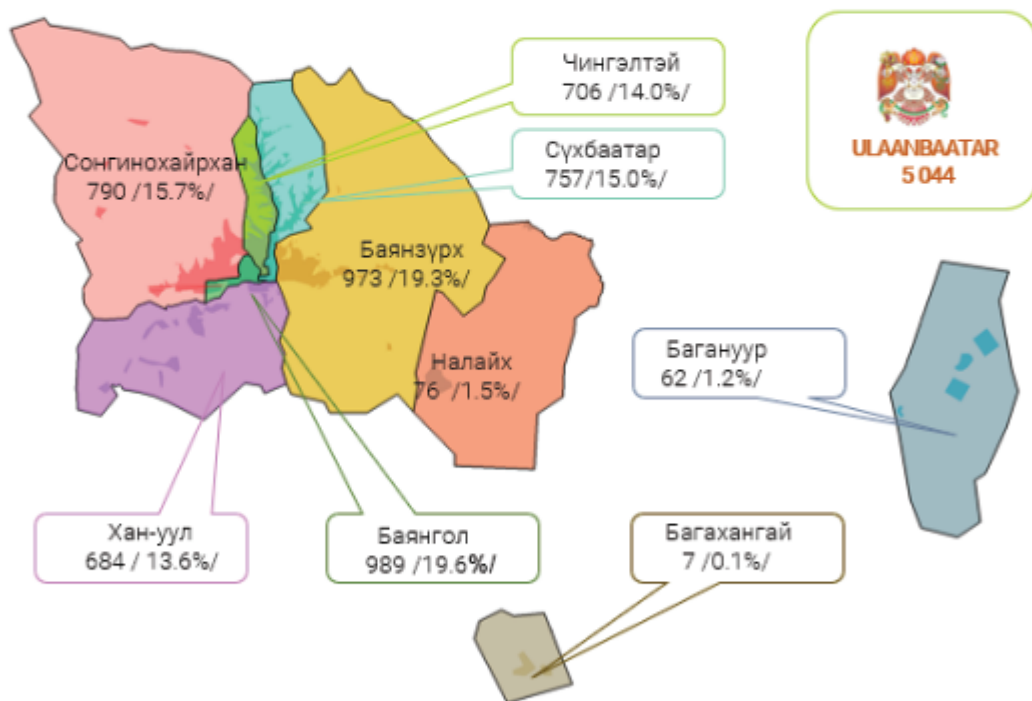 Чингэлтэй
706 /14.0%/
ULAANBAATAR
5 044
Сонгинохайрхан
790 /15.7%/
Сүхбаатар
757/15.0%/
Баянзүрх
973 /19.3%/
Налайх
76 /1.5%/
Багануур
62 /1.2%/
Хан-уул
684 / 13.6%/
Баянгол
989 /19.6%/
Багахангай
7 /0.1%/